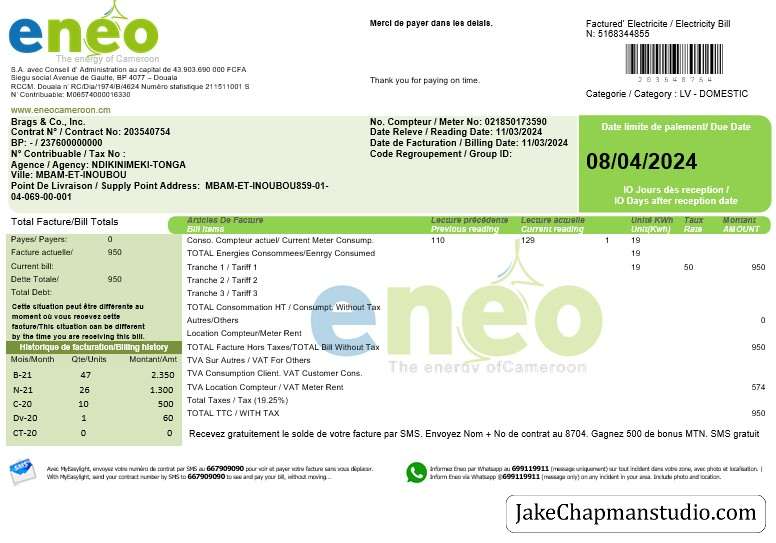 eneo
The energy of Cameroon
S.A. avec Conseil d' Administration au capital de 43.903.690 000 FCFA
Siegu social Avenue de Gaulte, BP 4077 – Douala
RCCM. Douala n° RC/Dla/1974/B/4624 Numéro statistique 211511001 S
N°Contribuable: M06574000016330
www.eneocameroon.cm
Merci de payer dans les délais.
Thank you for paying on time.
Factured' Electricite / Electricity Bill
N: 5168344855
203648764
Categorie / Category : LV - DOMESTIC
Brags & Co., Inc.
Contrat N° / Contract No: 203540754
BP: - / 237600000000
N° Contribuable / Tax No :
Agence / Agency: NDIKINIMEKI-TONGA
Ville: MBAM-ET-INOUBOU
Point De Livraison / Supply Point Address: MBAM-ET-INOUBOU859-01-
04-069-00-001
No. Compteur / Meter No: 021850173590
Date Releve / Reading Date: 11/03/2024
Date de Facturation / Billing Date: 11/03/2024
Code Regroupement / Group ID:
Date limite de palement/ Due Date
08/04/2024
IO Jours dès réception /
IO Days after reception date
Total Facture/Bill Totals
Payes/ Payers: 0
Facture actuelle/ 950
Current bill:
Dette Totale/ 950
Total Debt:
Cette situation peut être différente au
moment où vous recevez cette
facture/This situation can be different
by the time you are receiving this bill.
Historique de facturation/Billing history
Mois/Month Qte/Units Montant/Amt
B-21 47 2.350
N-21 26 1.300
C-20 10 500
Dv-20 1 60
CT-20 0 0
Articles De Facture Lecture précédente Lecture actuelle Unité KWh Taux Montant
Bill Items Previous reading Current reading Unit(Kwh) Rate AMOUNT
Conso. Compteur actuel/ Current Meter Consump. 110 129 1 19
TOTAL Energies Consommees/Eenrgy Consumed 19
Tranche 1 / Tariff 1 19 50 950
Tranche 2 / Tariff 2
Tranche 3 / Tariff 3
TOTAL Consommation HT / Consumpt. Without Tax
Autres/Others 0
Location Compteur/Meter Rent
TOTAL Facture Hors Taxes/TOTAL Bill Without Tax 950
TVA Sur Autres / VAT For Others
TVA Consumption Client. VAT Customer Cons.
TVA Location Compteur / VAT Meter Rent 574
Total Taxes / Tax (19.25%)
TOTAL TTC / WITH TAX 950
eneo
The energy ofCameroon
Recevez gratuitement le solde de votre facture par SMS. Envoyez Nom + No de contrat au 8704. Gagnez 500 de bonus MTN. SMS gratuit
Avec MyEasylight, envoyez votre numéro de contrat par SMS au 667909090 pour voir et payer votre facture sans vous déplacer.
With MyEasylight, send your contract number by SMS to 667909090 to see and pay your bill, without moving...
Informez Eneo par Whatsapp au 699119911 (message uniquement) sur tout incident dans votre zone, avec photo et localisation. |
Inform Eneo via Whatsapp @699119911 (message only) on any incident in your area. Include photo and location.
JakeChapmanstudio.com